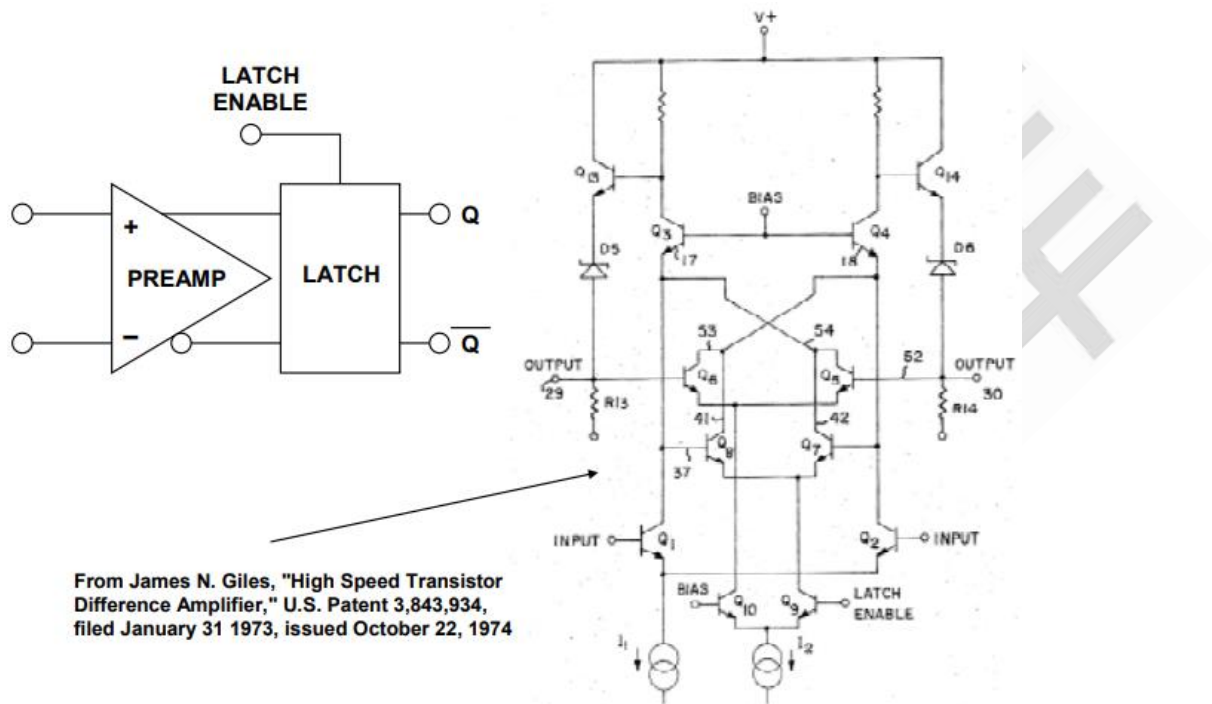 LATCH
ENABLE
+
PREAMP
−
LATCH
Q
Q̅
From James N. Giles, "High Speed Transistor
Difference Amplifier," U.S. Patent 3,843,934,
filed January 31 1973, issued October 22, 1974
V+
Q13
Q14
BIAS
Q3
Q4
17
18
D5
D6
53
54
OUTPUT
29
Q6
Q5
52
OUTPUT
30
R13
R14
41
42
37
Q8
Q7
INPUT
Q1
Q2
INPUT
BIAS
Q10
Q9
LATCH
ENABLE
I1
I2